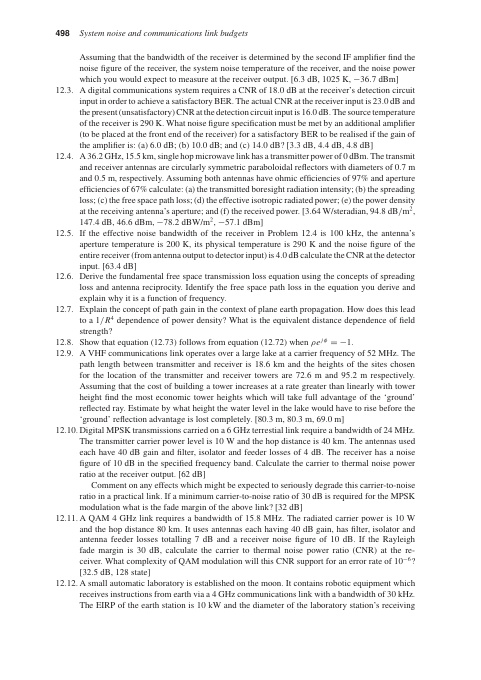 498 System noise and communications link budgets
Assuming that the bandwidth of the receiver is determined by the second IF amplifier find the
noise figure of the receiver, the system noise temperature of the receiver, and the noise power
which you would expect to measure at the receiver output. [6.3 dB, 1025 K, −36.7 dBm]
12.3. A digital communications system requires a CNR of 18.0 dB at the receiver's detection circuit
input in order to achieve a satisfactory BER. The actual CNR at the receiver input is 23.0 dB and
the present (unsatisfactory) CNR at the detection circuit input is 16.0 dB. The source temperature
of the receiver is 290 K. What noise figure specification must be met by an additional amplifier
(to be placed at the front end of the receiver) for a satisfactory BER to be realised if the gain of
the amplifier is: (a) 6.0 dB; (b) 10.0 dB; and (c) 14.0 dB? [3.3 dB, 4.4 dB, 4.8 dB]
12.4. A 36.2 GHz, 15.5 km, single hop microwave link has a transmitter power of 0 dBm. The transmit
and receiver antennas are circularly symmetric paraboloidal reflectors with diameters of 0.7 m
and 0.5 m, respectively. Assuming both antennas have ohmic efficiencies of 97% and aperture
efficiencies of 67% calculate: (a) the transmitted boresight radiation intensity; (b) the spreading
loss; (c) the free space path loss; (d) the effective isotropic radiated power; (e) the power density
at the receiving antenna's aperture; and (f) the received power. [3.64 W/steradian, 94.8 dB/m²,
147.4 dB, 46.6 dBm, −78.2 dBW/m², −57.1 dBm]
12.5. If the effective noise bandwidth of the receiver in Problem 12.4 is 100 kHz, the antenna's
aperture temperature is 200 K, its physical temperature is 290 K and the noise figure of the
entire receiver (from antenna output to detector input) is 4.0 dB calculate the CNR at the detector
input. [63.4 dB]
12.6. Derive the fundamental free space transmission loss equation using the concepts of spreading
loss and antenna reciprocity. Identify the free space path loss in the equation you derive and
explain why it is a function of frequency.
12.7. Explain the concept of path gain in the context of plane earth propagation. How does this lead
to a 1/R⁴ dependence of power density? What is the equivalent distance dependence of field
strength?
12.8. Show that equation (12.73) follows from equation (12.72) when ρe^{jφ} = −1.
12.9. A VHF communications link operates over a large lake at a carrier frequency of 52 MHz. The
path length between transmitter and receiver is 18.6 km and the heights of the sites chosen
for the location of the transmitter and receiver towers are 72.6 m and 95.2 m respectively.
Assuming that the cost of building a tower increases at a rate greater than linearly with tower
height find the most economic tower heights which will take full advantage of the 'ground'
reflected ray. Estimate by what height the water level in the lake would have to rise before the
'ground' reflection advantage is lost completely. [80.3 m, 80.3 m, 69.0 m]
12.10. Digital MPSK transmissions carried on a 6 GHz terrestial link require a bandwidth of 24 MHz.
The transmitter carrier power level is 10 W and the hop distance is 40 km. The antennas used
each have 40 dB gain and filter, isolator and feeder losses of 4 dB. The receiver has a noise
figure of 10 dB in the specified frequency band. Calculate the carrier to thermal noise power
ratio at the receiver output. [62 dB]
Comment on any effects which might be expected to seriously degrade this carrier-to-noise
ratio in a practical link. If a minimum carrier-to-noise ratio of 30 dB is required for the MPSK
modulation what is the fade margin of the above link? [32 dB]
12.11. A QAM 4 GHz link requires a bandwidth of 15.8 MHz. The radiated carrier power is 10 W
and the hop distance 80 km. It uses antennas each having 40 dB gain, has filter, isolator and
antenna feeder losses totalling 7 dB and a receiver noise figure of 10 dB. If the Rayleigh
fade margin is 30 dB, calculate the carrier to thermal noise power ratio (CNR) at the re-
ceiver. What complexity of QAM modulation will this CNR support for an error rate of 10⁻⁶?
[32.5 dB, 128 state]
12.12. A small automatic laboratory is established on the moon. It contains robotic equipment which
receives instructions from earth via a 4 GHz communications link with a bandwidth of 30 kHz.
The EIRP of the earth station is 10 kW and the diameter of the laboratory station's receiving